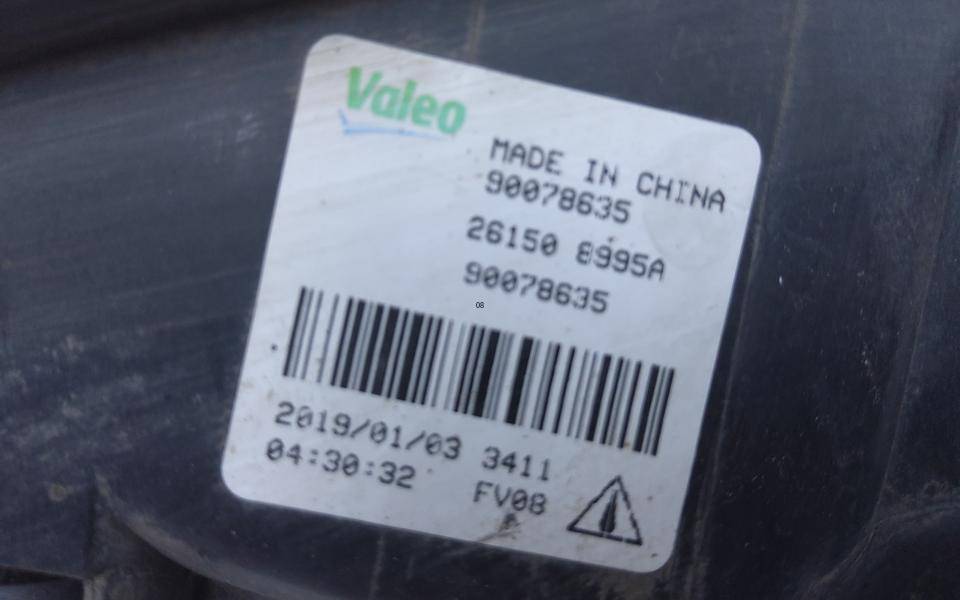 Valeo
MADE IN CHINA
90078635
26150 8995A
90078635
08
2019/01/03 3411
04:30:32 FV08